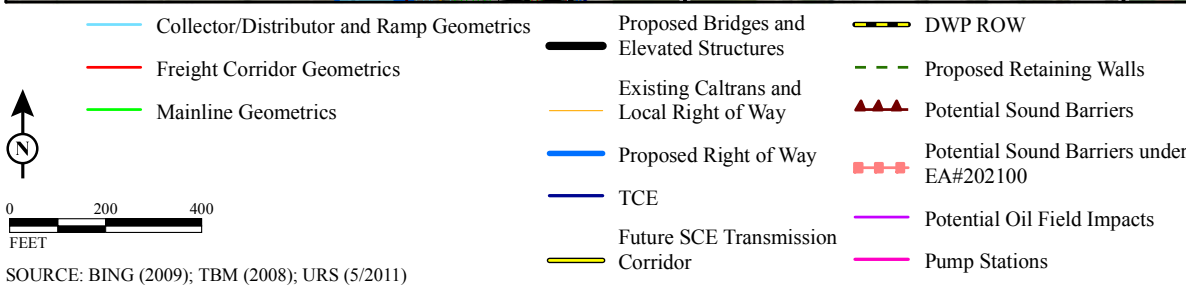 Collector/Distributor and Ramp Geometrics
Freight Corridor Geometrics
Mainline Geometrics
N
0 200 400
FEET
SOURCE: BING (2009); TBM (2008); URS (5/2011)
Proposed Bridges and
Elevated Structures
Existing Caltrans and
Local Right of Way
Proposed Right of Way
TCE
Future SCE Transmission
Corridor
DWP ROW
Proposed Retaining Walls
Potential Sound Barriers
Potential Sound Barriers under
EA#202100
Potential Oil Field Impacts
Pump Stations